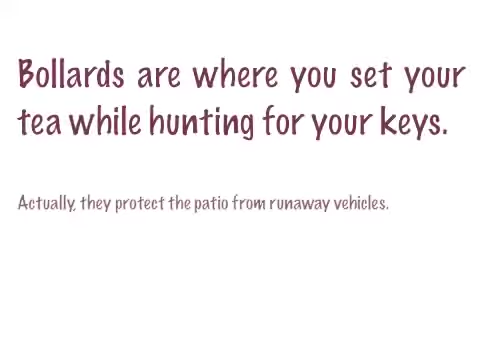 Bollards are where you set your
tea while hunting for your keys.
Actually, they protect the patio from runaway vehicles.